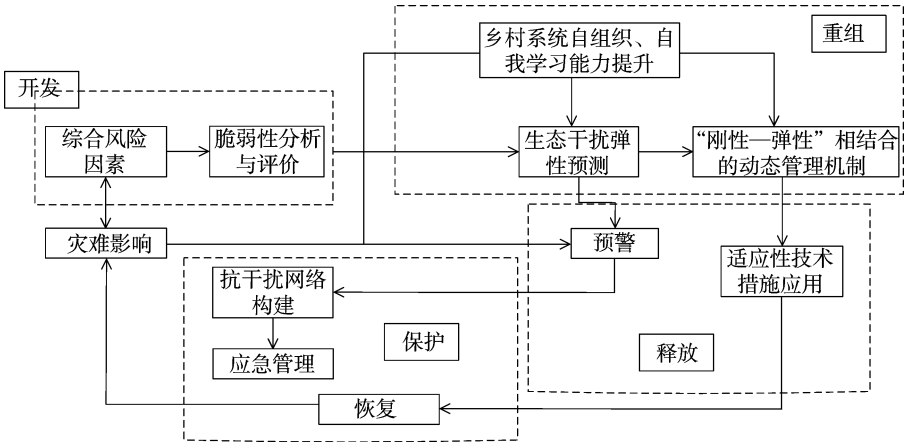 重组
乡村系统自组织、自
我学习能力提升
开发
综合风险
因素
脆弱性分析
与评价
生态干扰弹
性预测
“刚性—弹性”相结合
的动态管理机制
灾难影响
预警
适应性技术
措施应用
抗干扰网络
构建
保护
释放
应急管理
恢复